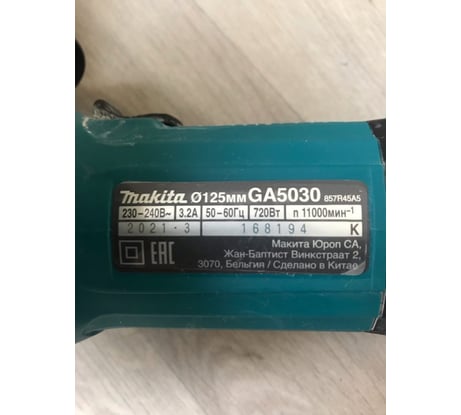 makita Ø125мм GA5030 857R45A5
230-240В~ 3.2А 50-60Гц 720Вт п 11000мин⁻¹
2021-3 168194 K
EAC Макита Юроп СА,
Жан-Баптист Винкстраат 2,
3070, Бельгия / Сделано в Китае